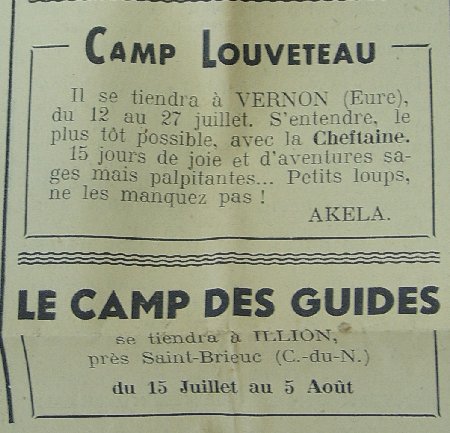 CAMP LOUVETEAU
Il se tiendra à VERNON (Eure),
du 12 au 27 juillet. S'entendre, le
plus tôt possible, avec la Cheftaine.
15 jours de joie et d'aventures sa-
ges mais palpitantes... Petits loups,
ne les manquez pas !
AKELA.
LE CAMP DES GUIDES
se tiendra à ILLION,
près Saint-Brieuc (C.-du-N.)
du 15 Juillet au 5 Août